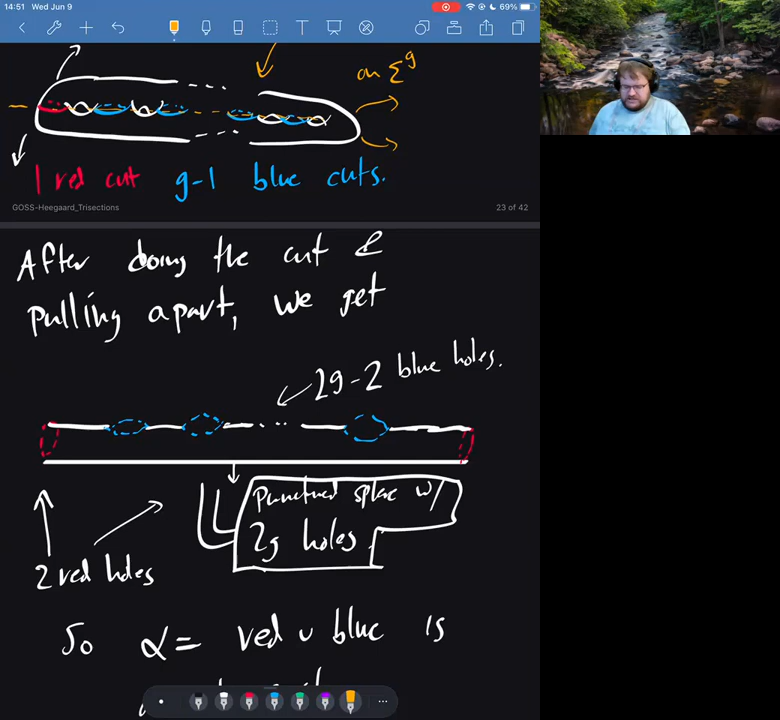 14:51 Wed Jun 9
69%
on Σ^g
1 red cut g-1 blue cuts.
GOSS-Heegaard_Trisections
23 of 42
After doing the cut &
pulling apart, we get
2g-2 blue holes.
Punctured sphere w/
2g holes.
2 red holes
So α = red ∪ blue is